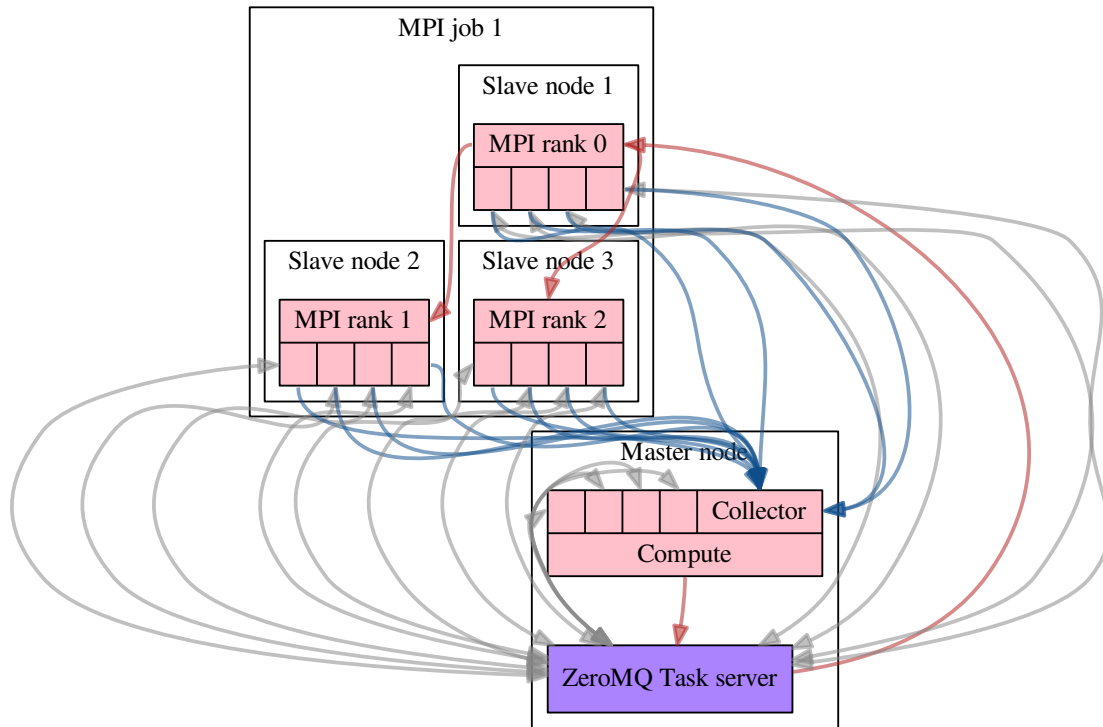 MPI job 1
Slave node 1
MPI rank 0
Slave node 2
Slave node 3
MPI rank 1
MPI rank 2
Master node
Collector
Compute
ZeroMQ Task server